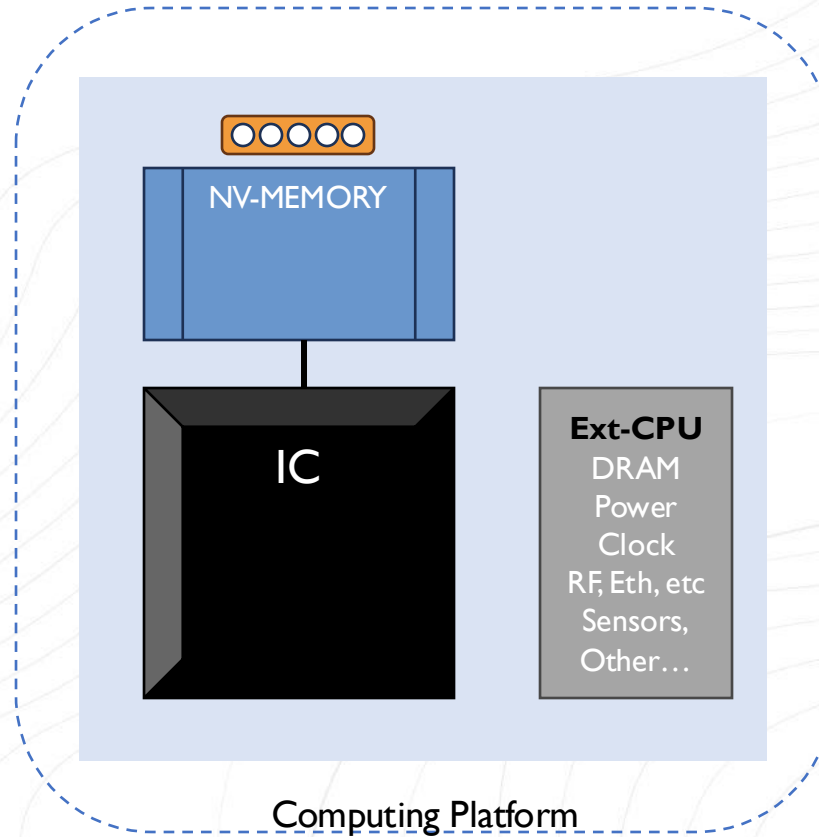 NV-MEMORY
IC
Ext-CPU
DRAM
Power
Clock
RF, Eth, etc
Sensors,
Other…
Computing Platform